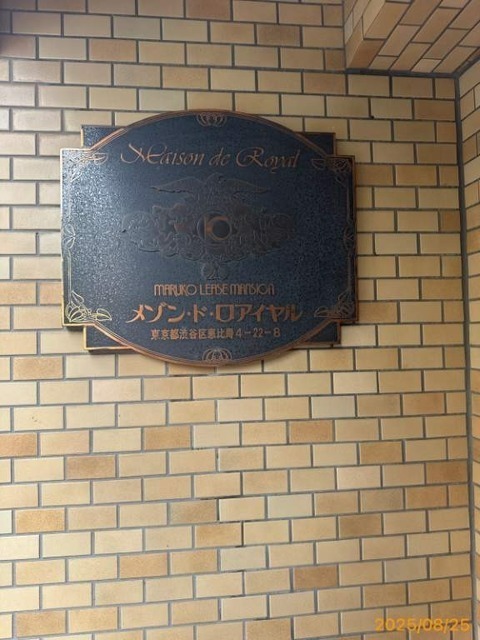 Maison de Royal
MARUKO LEASE MANSION
メゾン・ド・ロアイヤル
東京都渋谷区恵比寿4-22-8
2025/08/25